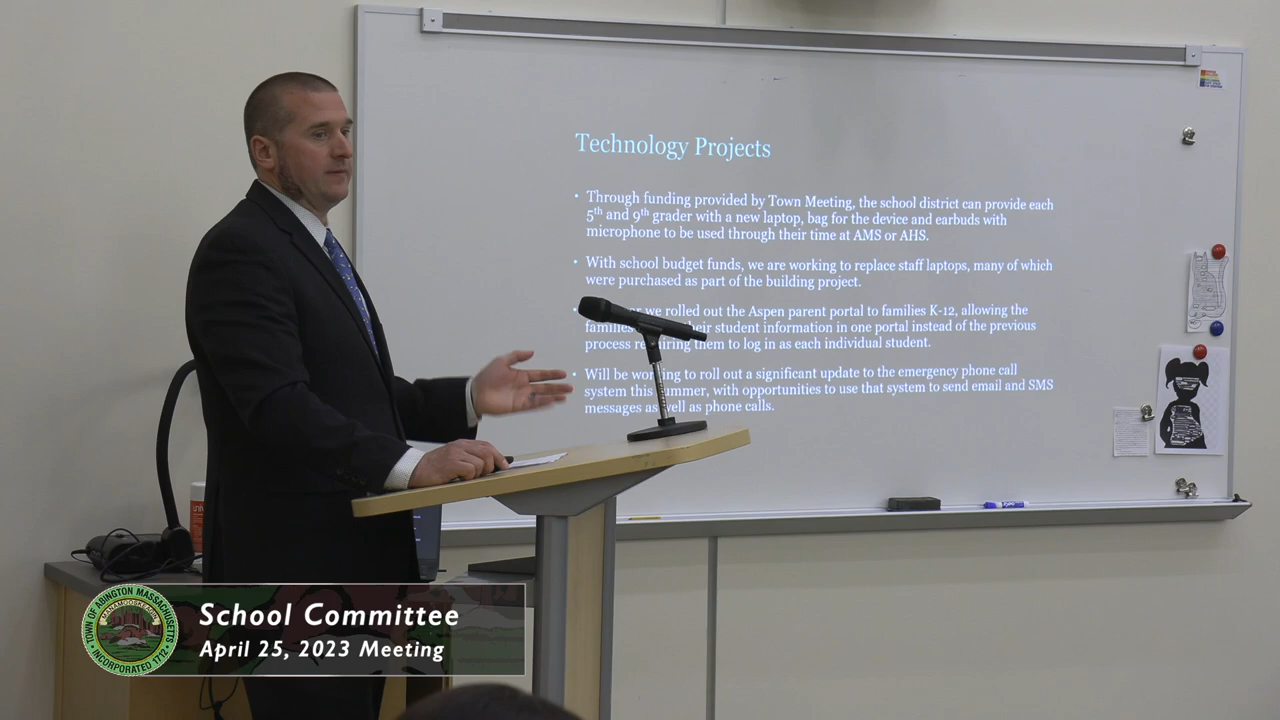 Technology Projects
• Through funding provided by Town Meeting, the school district can provide each
5th and 9th grader with a new laptop, bag for the device and earbuds with
microphone to be used through their time at AMS or AHS.
• With school budget funds, we are working to replace staff laptops, many of which
were purchased as part of the building project.
we rolled out the Aspen parent portal to families K-12, allowing the
families their student information in one portal instead of the previous
process requiring them to log in as each individual student.
• Will be working to roll out a significant update to the emergency phone call
system this summer, with opportunities to use that system to send email and SMS
messages as well as phone calls.
TOWN OF ABINGTON MASSACHUSETTS
INCORPORATED 1712
School Committee
April 25, 2023 Meeting